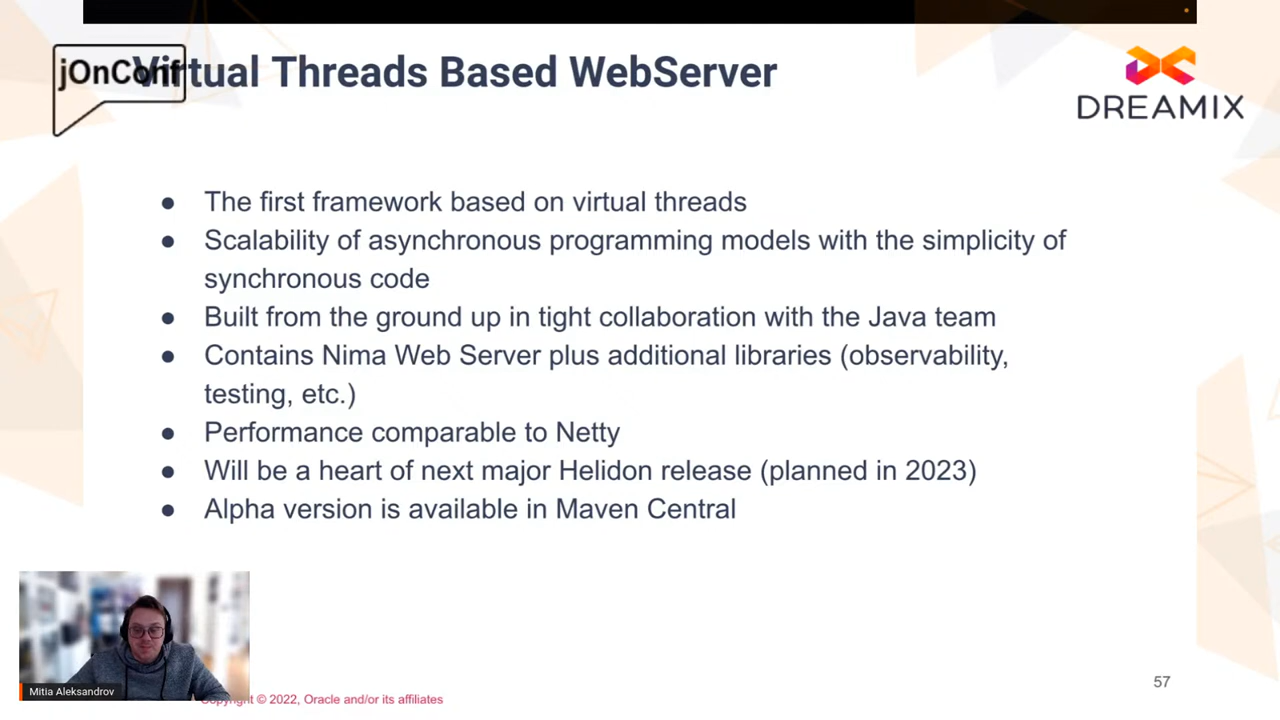 jOnConf
Virtual Threads Based WebServer
DREAMIX
● The first framework based on virtual threads
● Scalability of asynchronous programming models with the simplicity of
synchronous code
● Built from the ground up in tight collaboration with the Java team
● Contains Nima Web Server plus additional libraries (observability,
testing, etc.)
● Performance comparable to Netty
● Will be a heart of next major Helidon release (planned in 2023)
● Alpha version is available in Maven Central
Mitia Aleksandrov
Copyright © 2022, Oracle and/or its affiliates
57